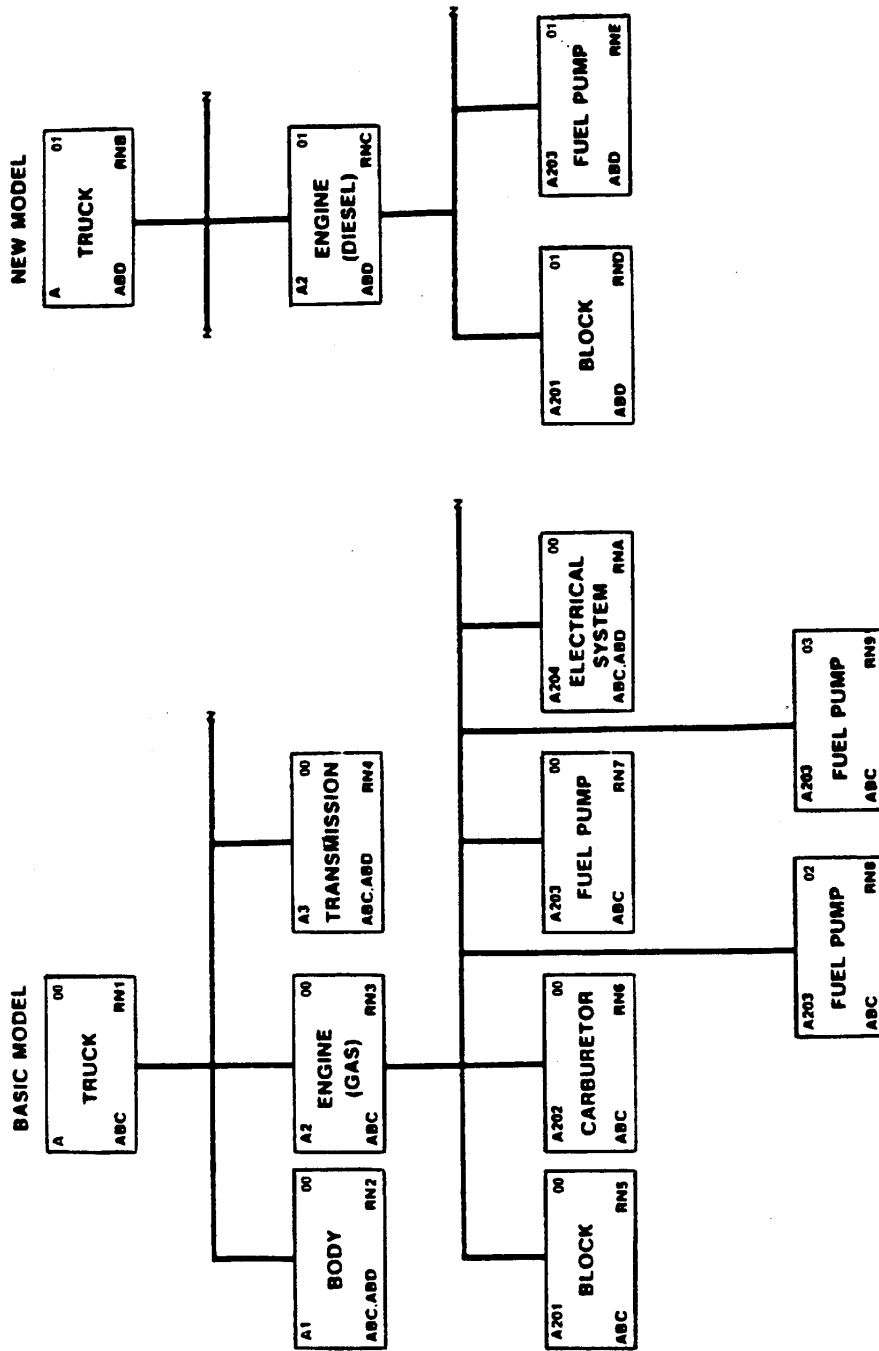 BASIC MODEL
A 00
TRUCK
ABC RN1
A1 00
BODY
ABC.ABD RN2
A2 00
ENGINE
(GAS)
ABC RN3
A3 00
TRANSMISSION
ABC.ABD RN4
A201 00
BLOCK
ABC RN5
A202 00
CARBURETOR
ABC RN6
A203 00
FUEL PUMP
ABC RN7
A204 00
ELECTRICAL
SYSTEM
ABC.ABD RNA
A203 02
FUEL PUMP
ABC RN8
A203 03
FUEL PUMP
ABC RN9
NEW MODEL
A 01
TRUCK
ABD RNB
A2 01
ENGINE
(DIESEL)
ABD RNC
A201 01
BLOCK
ABD RND
A203 01
FUEL PUMP
ABD RNE